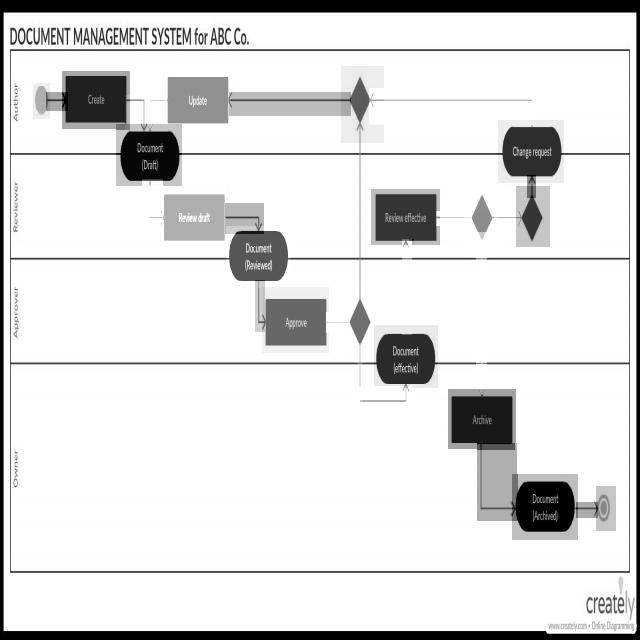 DOCUMENT MANAGEMENT SYSTEM for ABC Co.
Author
Create
Update
Document
(Draft)
Change request
Reviewer
Review draft
Review effective
Document
(Reviewed)
Approver
Approve
Document
(effective)
Owner
Archive
Document
(Archived)
creately
www.creately.com • Online Diagramming